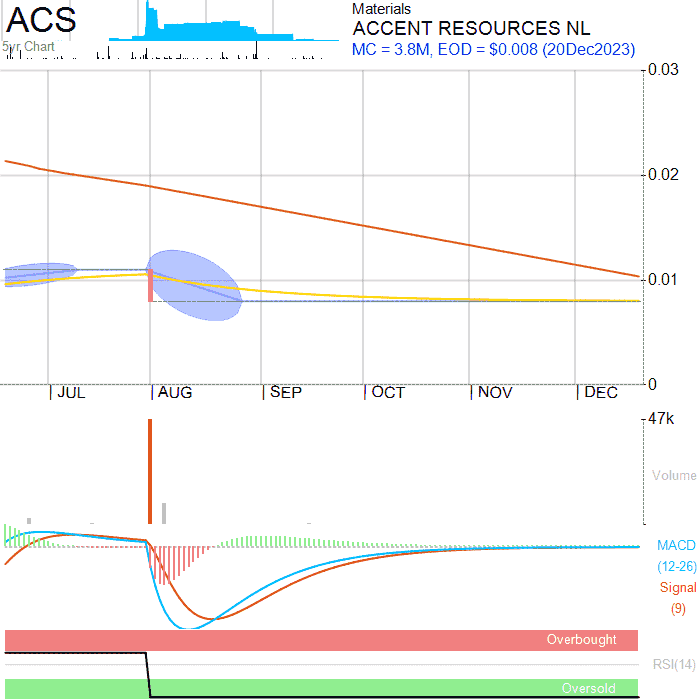 ACS
5yr Chart
Materials
ACCENT RESOURCES NL
MC = 3.8M, EOD = $0.008 (20Dec2023)
0.03
0.02
0.01
0
JUL AUG SEP OCT NOV DEC
47k
Volume
MACD
(12-26)
Signal
(9)
Overbought
RSI(14)
Oversold